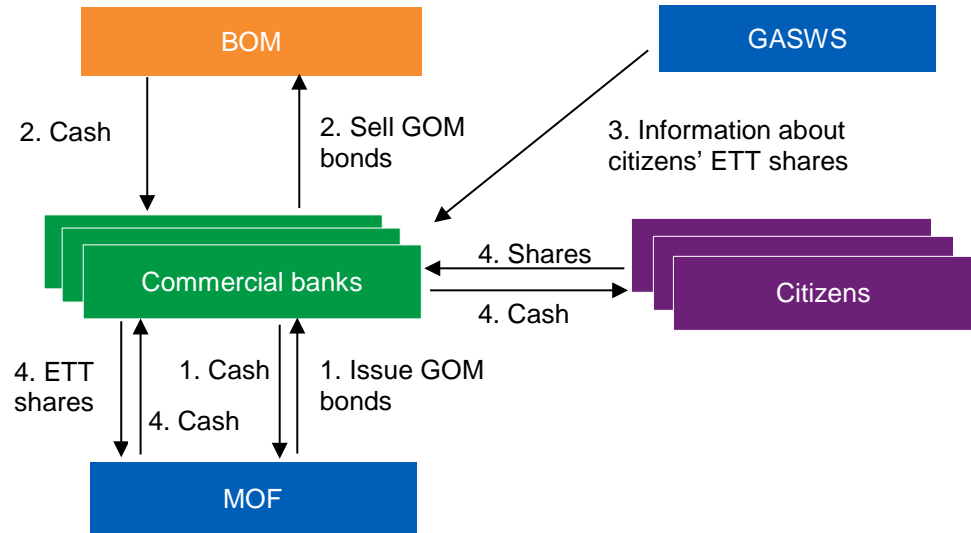 BOM
GASWS
2. Cash
2. Sell GOM
bonds
3. Information about
citizens’ ETT shares
Commercial banks
4. Shares
4. Cash
Citizens
4. ETT
shares
4. Cash
1. Cash
1. Issue GOM
bonds
MOF